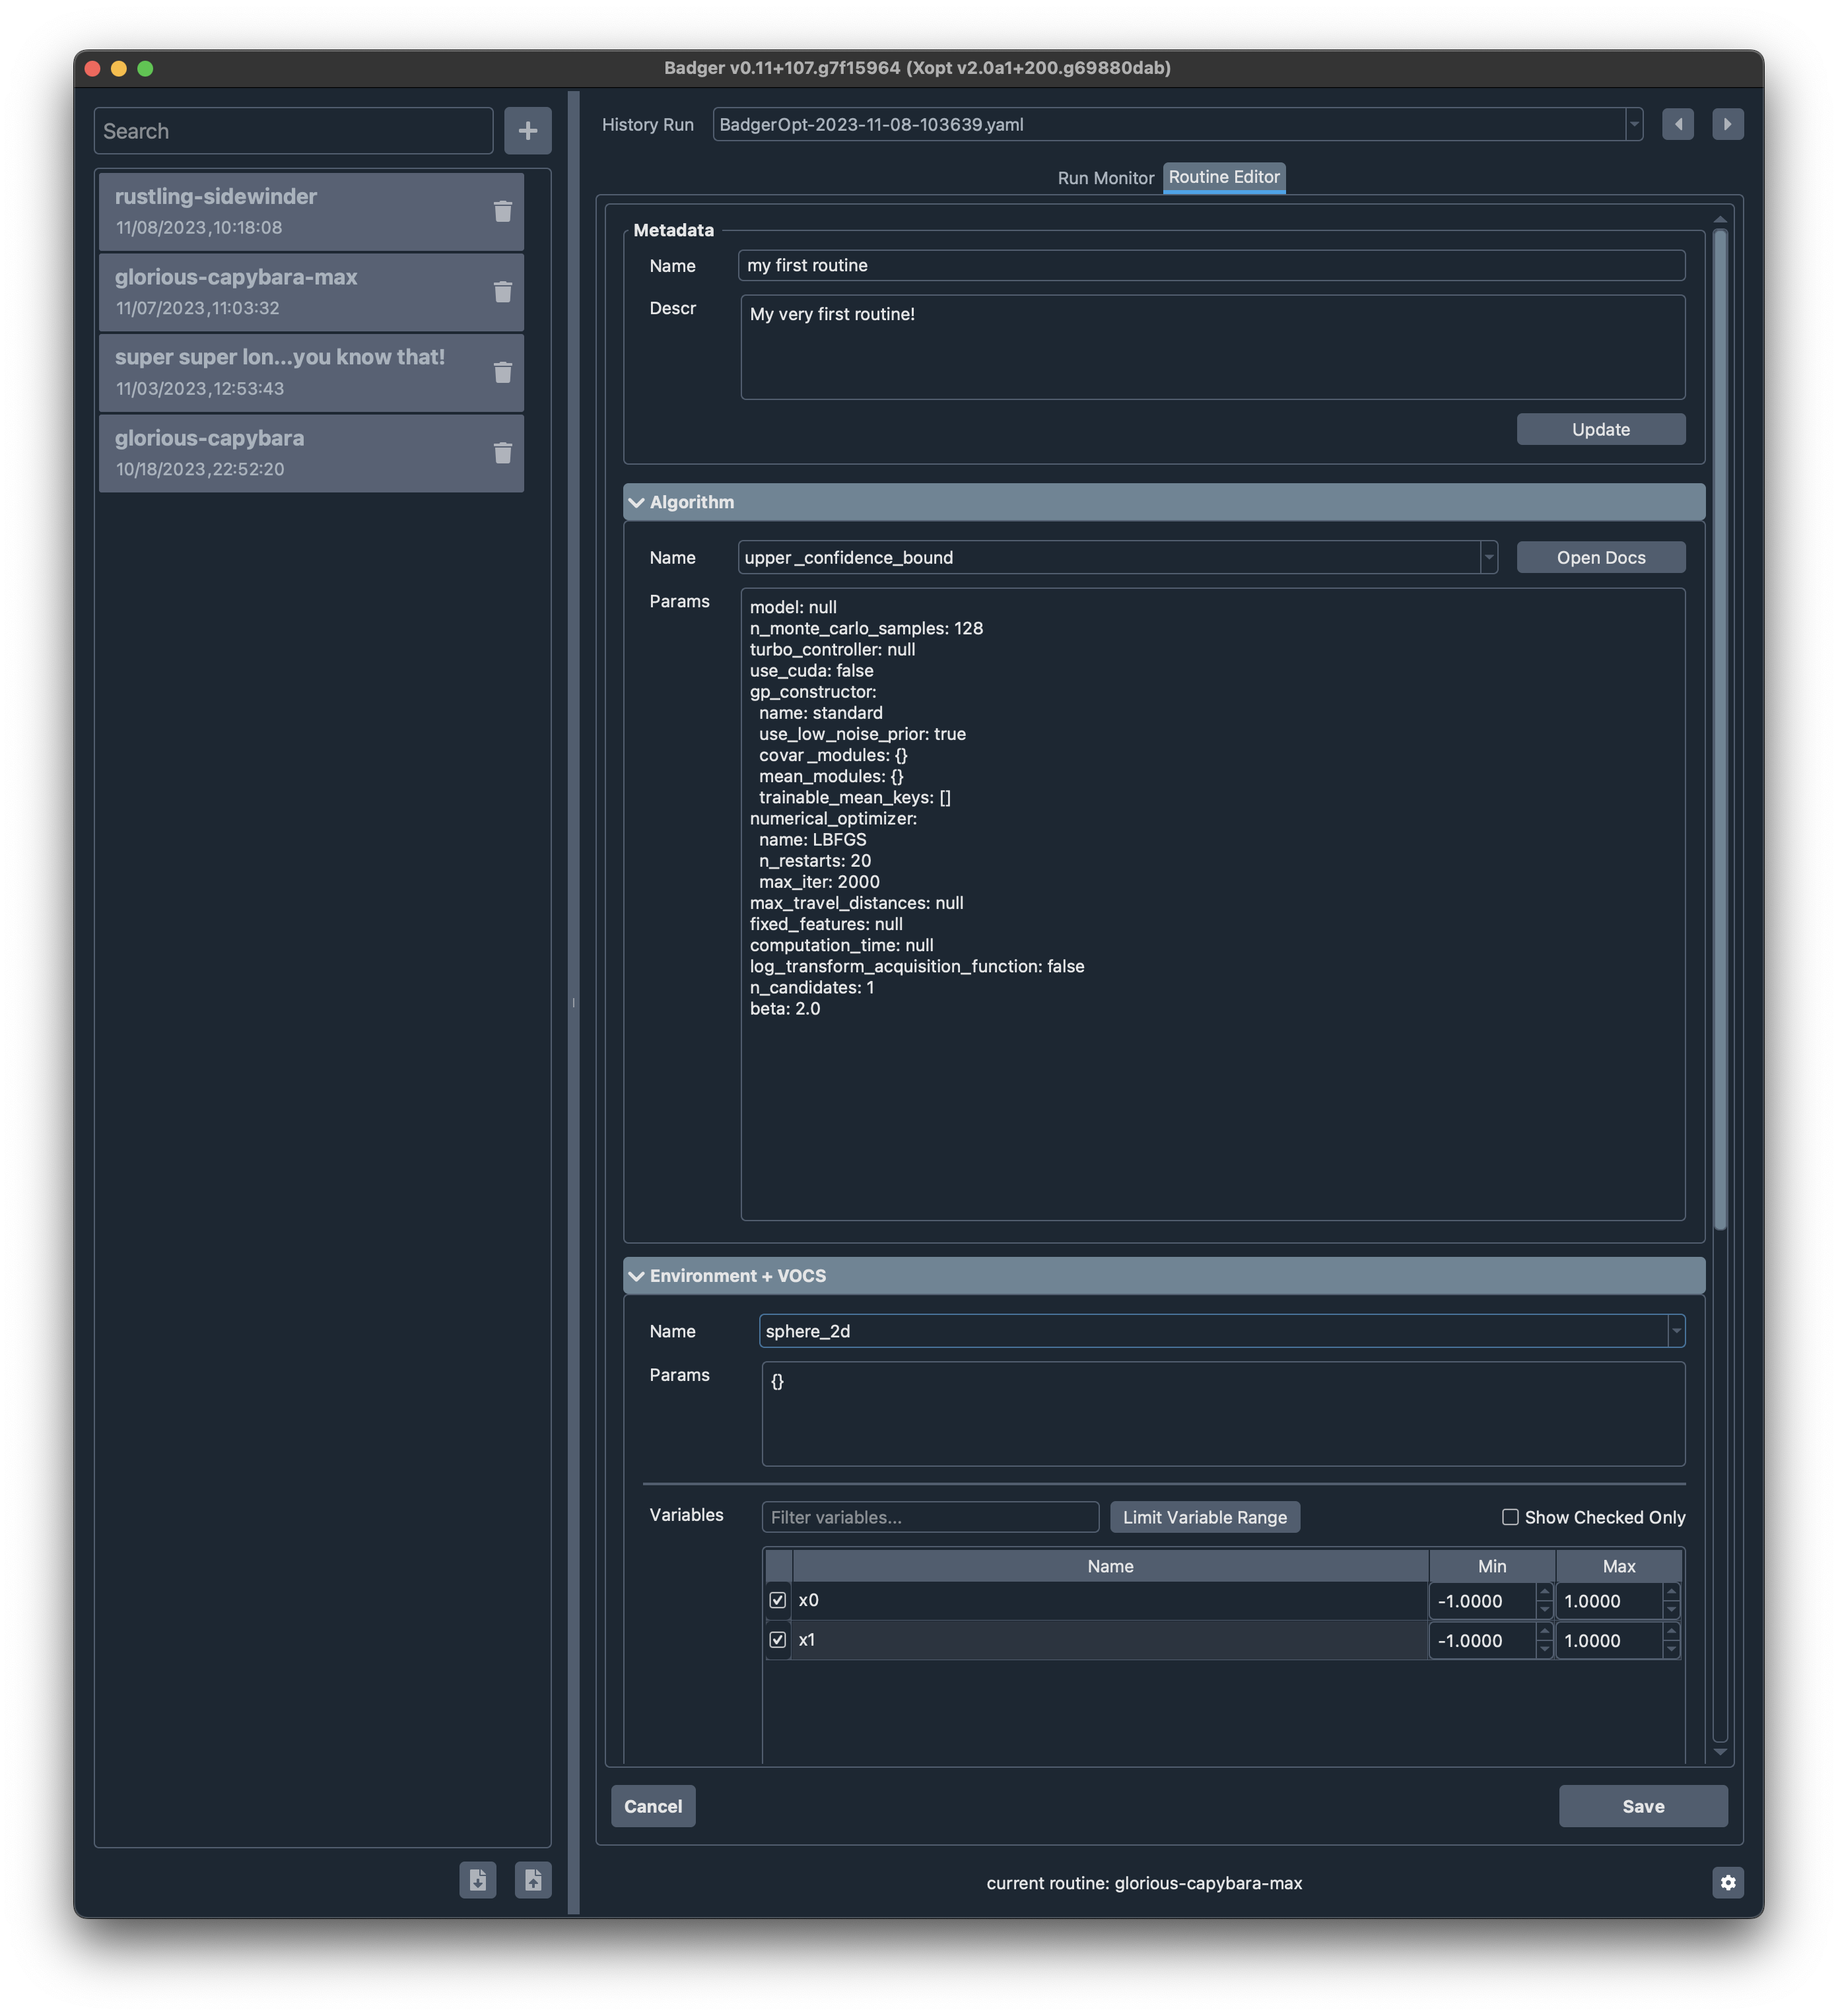 Badger v0.11+107.g7f15964 (Xopt v2.0a1+200.g69880dab)
Search
+
rustling-sidewinder
11/08/2023,10:18:08
glorious-capybara-max
11/07/2023,11:03:32
super super lon...you know that!
11/03/2023,12:53:43
glorious-capybara
10/18/2023,22:52:20
History Run
BadgerOpt-2023-11-08-103639.yaml
Run Monitor
Routine Editor
Metadata
Name
my first routine
Descr
My very first routine!
Update
Algorithm
Name
upper_confidence_bound
Open Docs
Params
model: null
n_monte_carlo_samples: 128
turbo_controller: null
use_cuda: false
gp_constructor:
  name: standard
  use_low_noise_prior: true
  covar_modules: {}
  mean_modules: {}
  trainable_mean_keys: []
numerical_optimizer:
  name: LBFGS
  n_restarts: 20
  max_iter: 2000
max_travel_distances: null
fixed_features: null
computation_time: null
log_transform_acquisition_function: false
n_candidates: 1
beta: 2.0
Environment + VOCS
Name
sphere_2d
Params
{}
Variables
Filter variables...
Limit Variable Range
Show Checked Only
Name Min Max
x0 -1.0000 1.0000
x1 -1.0000 1.0000
Cancel
Save
current routine: glorious-capybara-max